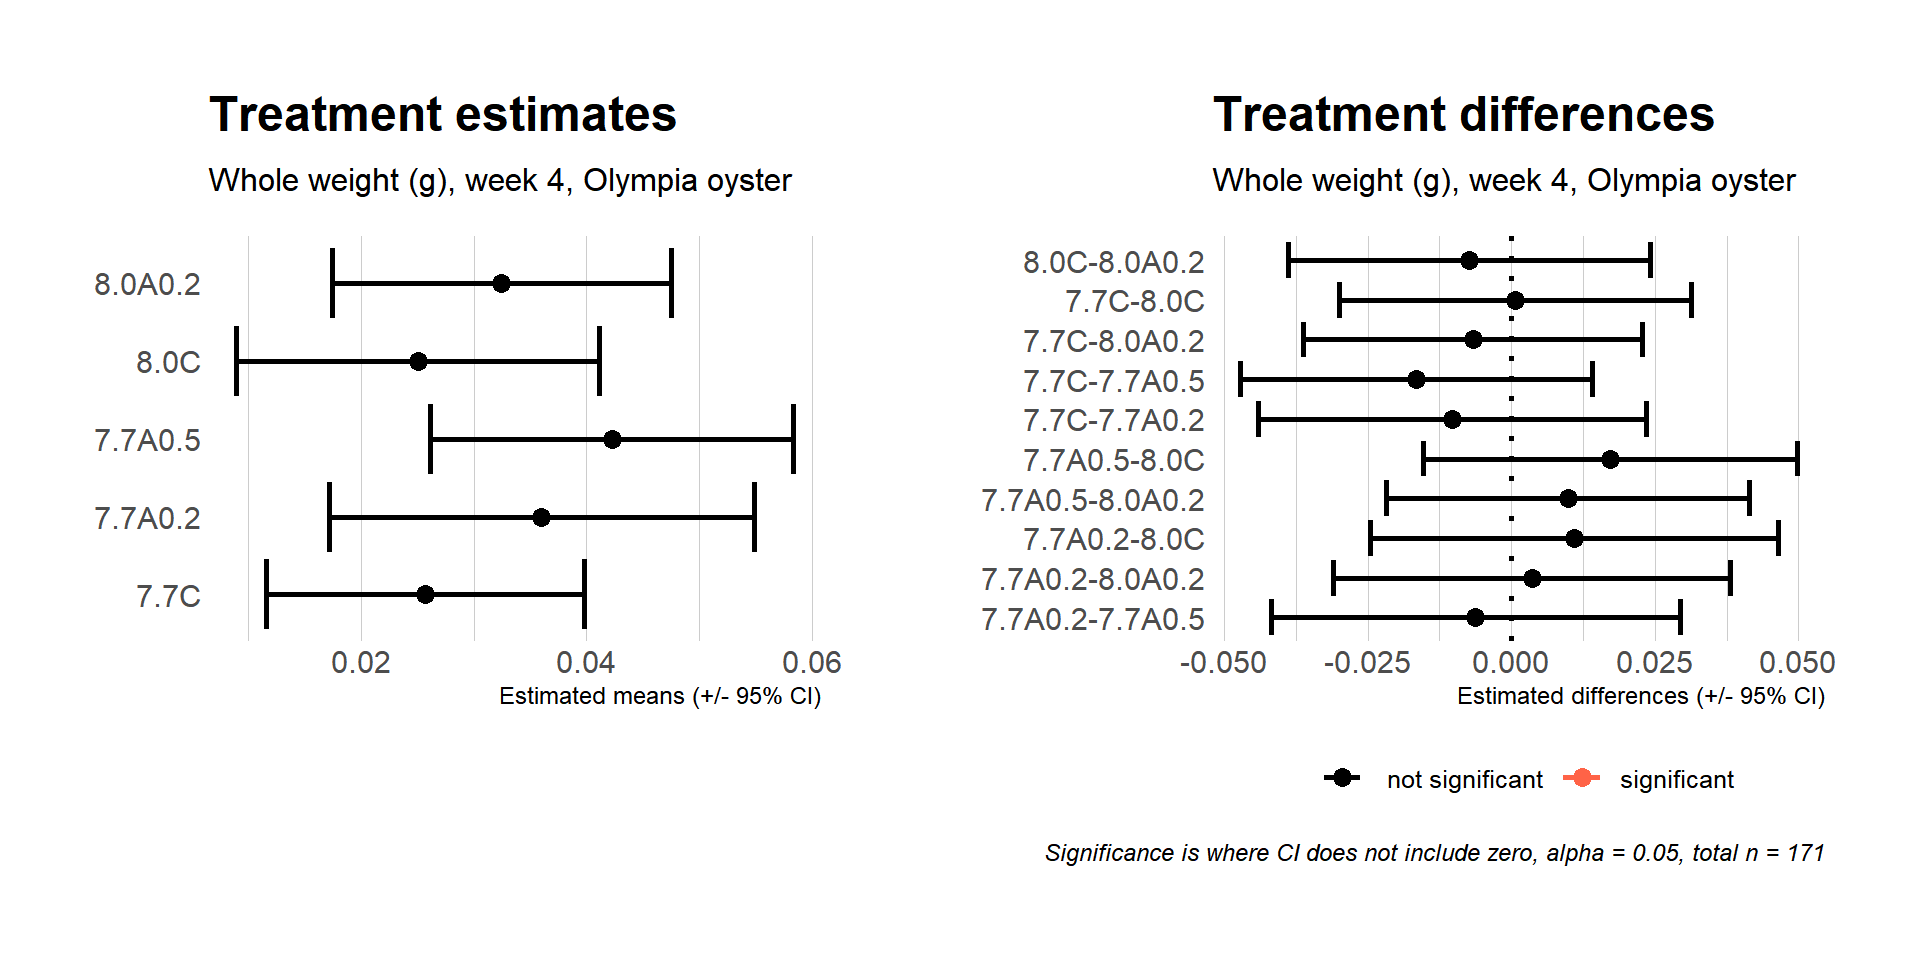 Treatment estimates
Whole weight (g), week 4, Olympia oyster
8.0A0.2
8.0C
7.7A0.5
7.7A0.2
7.7C
0.02 0.04 0.06
Estimated means (+/- 95% CI)
Treatment differences
Whole weight (g), week 4, Olympia oyster
8.0C-8.0A0.2
7.7C-8.0C
7.7C-8.0A0.2
7.7C-7.7A0.5
7.7C-7.7A0.2
7.7A0.5-8.0C
7.7A0.5-8.0A0.2
7.7A0.2-8.0C
7.7A0.2-8.0A0.2
7.7A0.2-7.7A0.5
-0.050 -0.025 0.000 0.025 0.050
Estimated differences (+/- 95% CI)
not significant significant
Significance is where CI does not include zero, alpha = 0.05, total n = 171